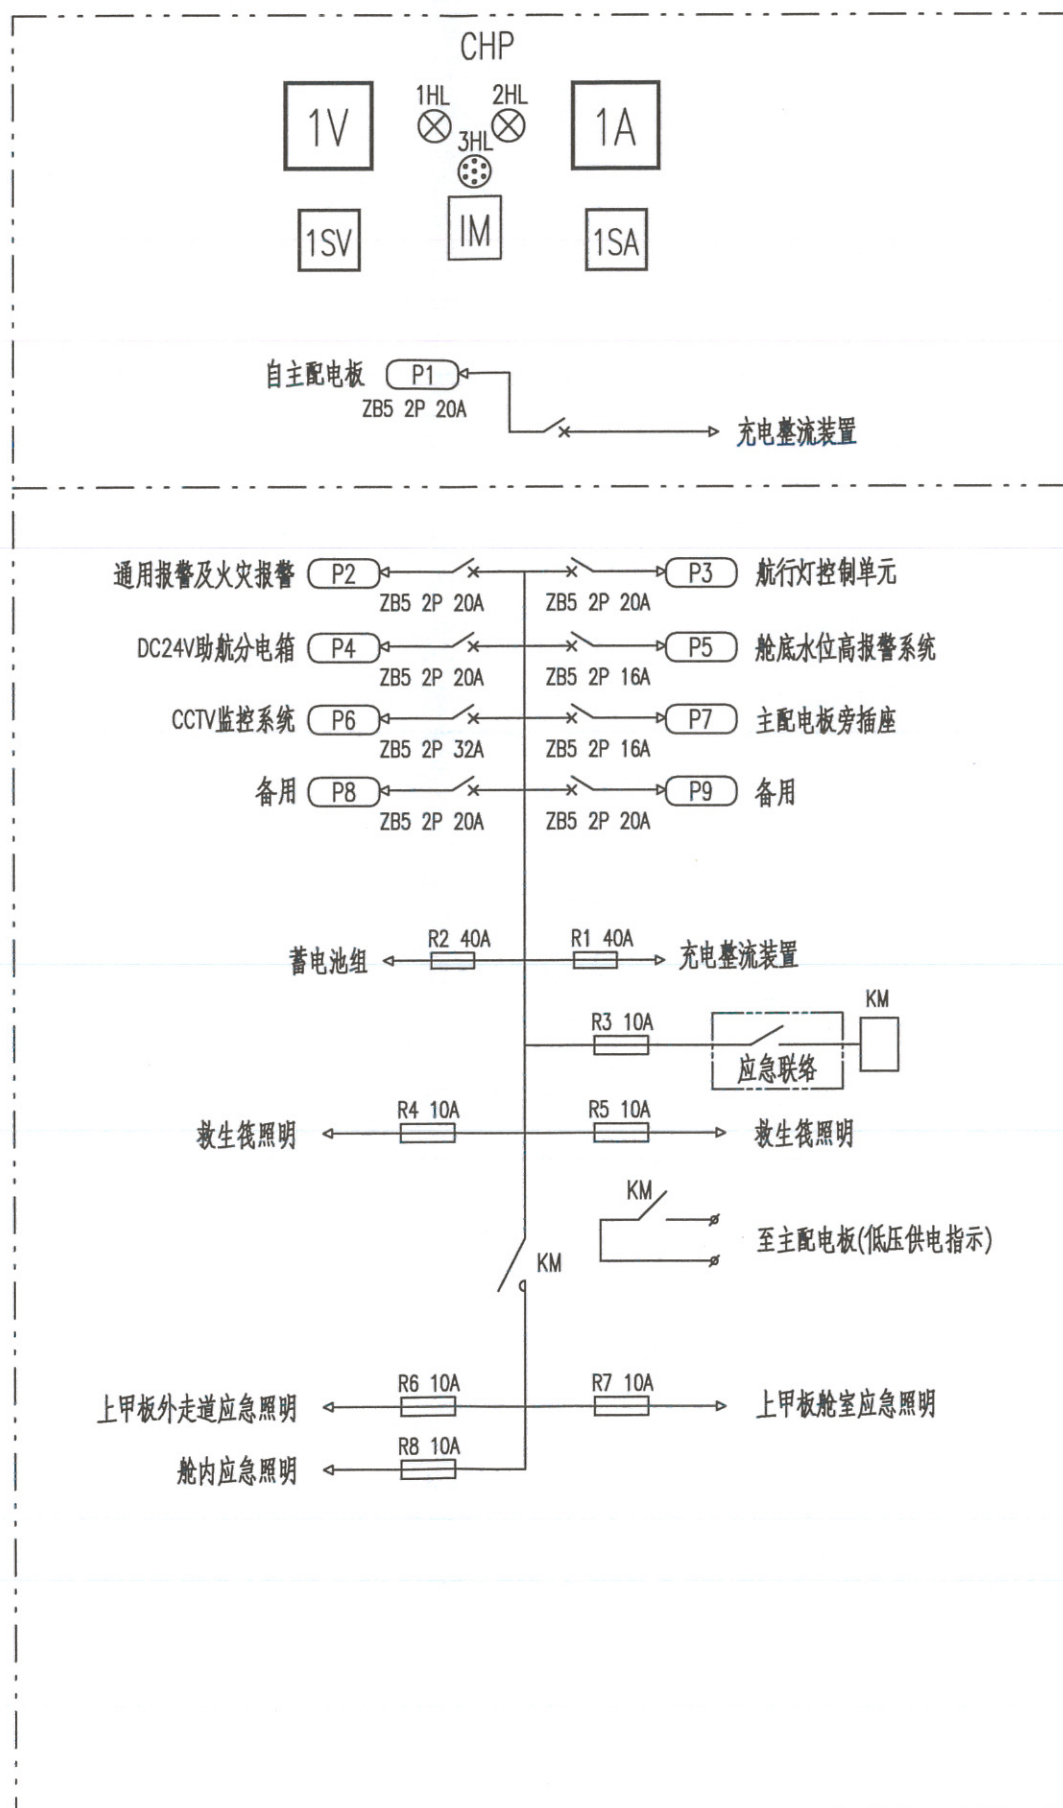 CHP
1V
1HL
2HL
3HL
1A
1SV
IM
1SA
自主配电板
P1
ZB5 2P 20A
充电整流装置
通用报警及火灾报警
P2
P3
航行灯控制单元
ZB5 2P 20A
ZB5 2P 20A
DC24V助航分电箱
P4
P5
舱底水位高报警系统
ZB5 2P 20A
ZB5 2P 16A
CCTV监控系统
P6
P7
主配电板旁插座
ZB5 2P 32A
ZB5 2P 16A
备用
P8
P9
备用
ZB5 2P 20A
ZB5 2P 20A
R2 40A
R1 40A
蓄电池组
充电整流装置
KM
R3 10A
应急联络
R4 10A
R5 10A
救生筏照明
救生筏照明
KM
至主配电板(低压供电指示)
KM
R6 10A
R7 10A
上甲板外走道应急照明
上甲板舱室应急照明
R8 10A
舱内应急照明